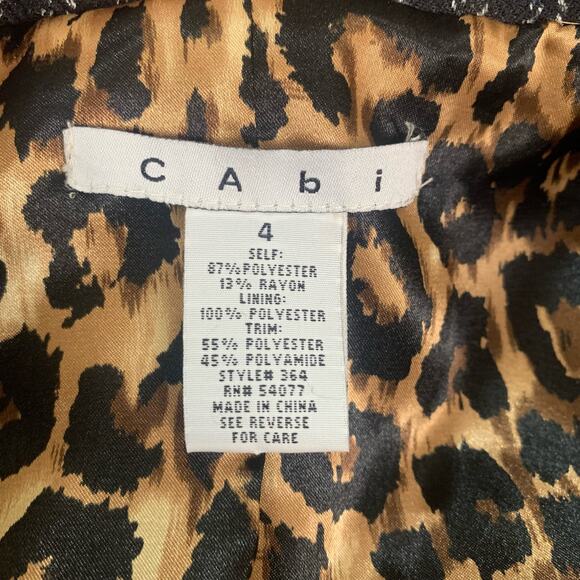 CAbi
4
SELF:
87% POLYESTER
13% RAYON
LINING:
100% POLYESTER
TRIM:
55% POLYESTER
45% POLYAMIDE
STYLE# 364
RN# 54077
MADE IN CHINA
SEE REVERSE
FOR CARE